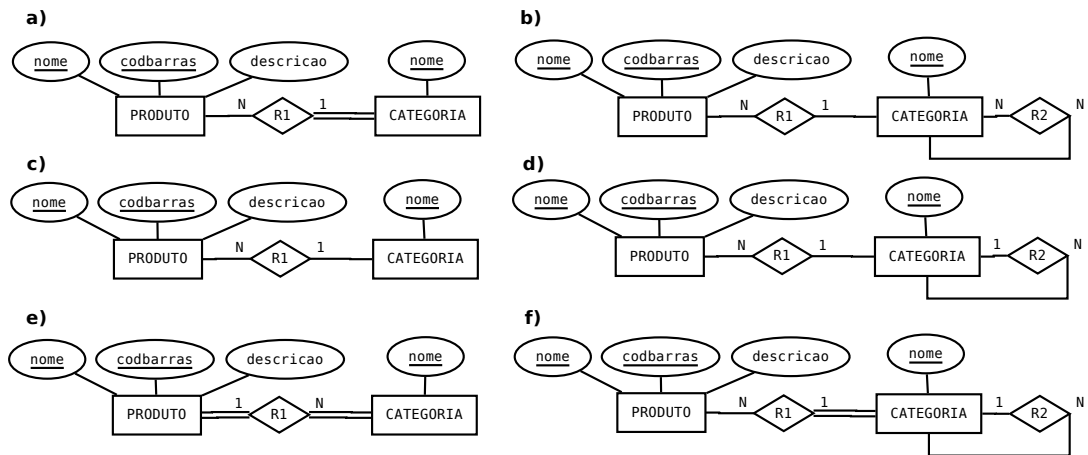 a)
nome codbarras descricao nome
PRODUTO N R1 1 CATEGORIA
b)
nome codbarras descricao nome
PRODUTO N R1 1 CATEGORIA N R2 N
c)
nome codbarras descricao nome
PRODUTO N R1 1 CATEGORIA
d)
nome codbarras descricao nome
PRODUTO N R1 1 CATEGORIA 1 R2 N
e)
nome codbarras descricao nome
PRODUTO 1 R1 N CATEGORIA
f)
nome codbarras descricao nome
PRODUTO N R1 1 CATEGORIA 1 R2 N